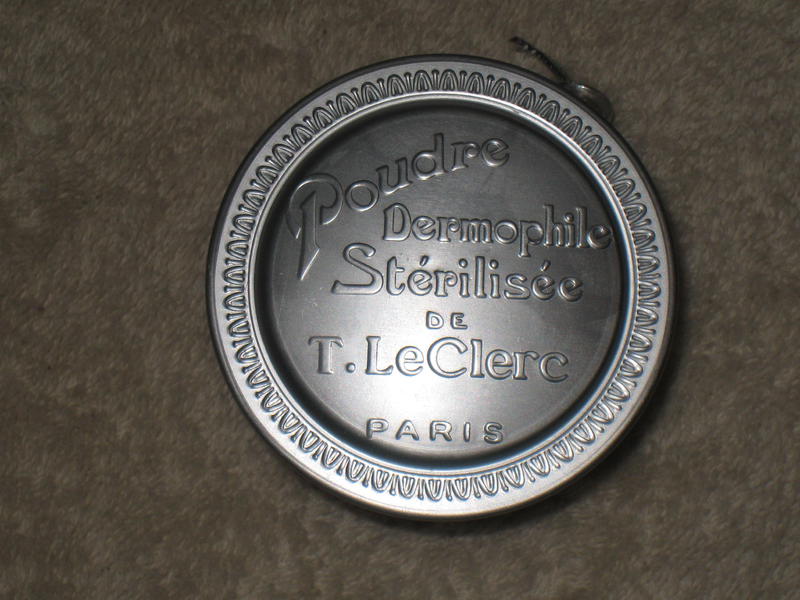 Poudre
Dermophile
Stérilisée
DE
T. LeClerc
PARIS